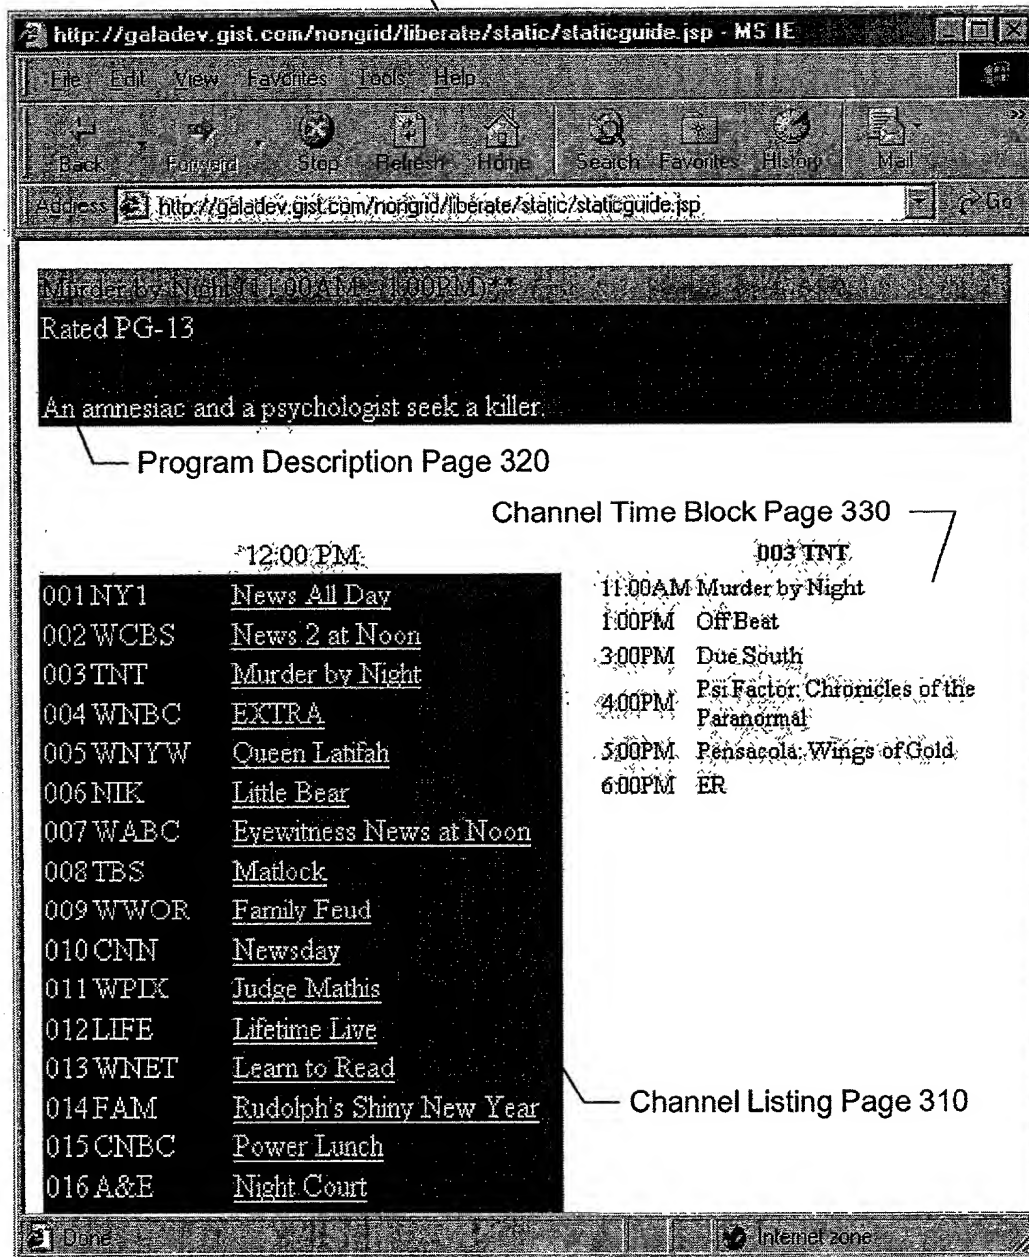 http://galadev.gist.com/nongrid/liberate/static/staticguide.jsp - MS IE
File Edit View Favorites Tools Help
Back Forward Stop Refresh Home Search Favorites History Mail
Address http://galadev.gist.com/nongrid/liberate/static/staticguide.jsp Go
Murder by Night (11:00AM - 1:00PM)**
Rated PG-13
An amnesiac and a psychologist seek a killer.
Program Description Page 320
Channel Time Block Page 330
12:00 PM
001 NY1 News All Day
002 WCBS News 2 at Noon
003 TNT Murder by Night
004 WNBC EXTRA
005 WNYW Queen Latifah
006 NIK Little Bear
007 WABC Eyewitness News at Noon
008 TBS Matlock
009 WWOR Family Feud
010 CNN Newsday
011 WPIX Judge Mathis
012 LIFE Lifetime Live
013 WNET Learn to Read
014 FAM Rudolph's Shiny New Year
015 CNBC Power Lunch
016 A&E Night Court
003 TNT
11:00AM Murder by Night
1:00PM Off Beat
3:00PM Due South
4:00PM Psi Factor: Chronicles of the
Paranormal
5:00PM Pensacola: Wings of Gold
6:00PM ER
Channel Listing Page 310
Done Internet zone